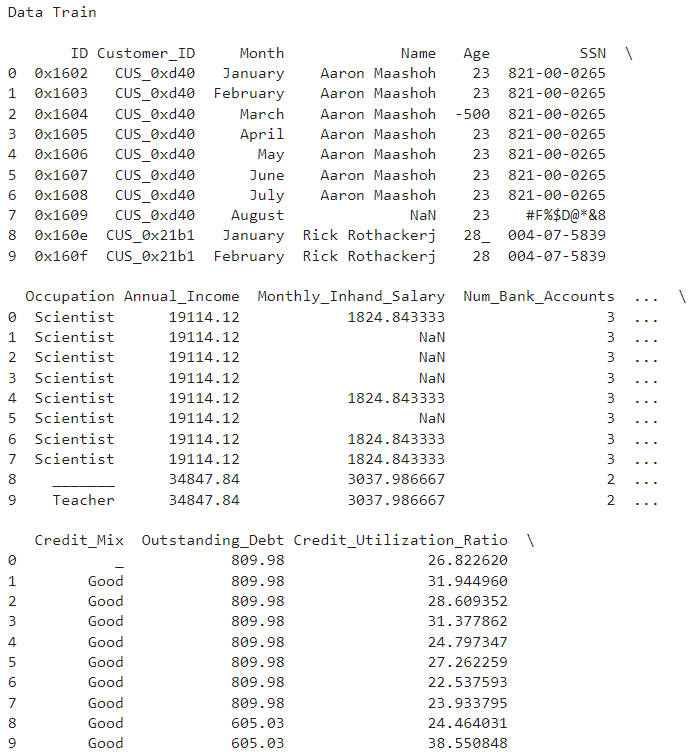 Data Train
ID Customer_ID Month Name Age SSN \
0 0x1602 CUS_0xd40 January Aaron Maashoh 23 821-00-0265
1 0x1603 CUS_0xd40 February Aaron Maashoh 23 821-00-0265
2 0x1604 CUS_0xd40 March Aaron Maashoh -500 821-00-0265
3 0x1605 CUS_0xd40 April Aaron Maashoh 23 821-00-0265
4 0x1606 CUS_0xd40 May Aaron Maashoh 23 821-00-0265
5 0x1607 CUS_0xd40 June Aaron Maashoh 23 821-00-0265
6 0x1608 CUS_0xd40 July Aaron Maashoh 23 821-00-0265
7 0x1609 CUS_0xd40 August NaN 23 #F%$D@*&8
8 0x160e CUS_0x21b1 January Rick Rothackerj 28_ 004-07-5839
9 0x160f CUS_0x21b1 February Rick Rothackerj 28 004-07-5839
Occupation Annual_Income Monthly_Inhand_Salary Num_Bank_Accounts ... \
0 Scientist 19114.12 1824.843333 3 ...
1 Scientist 19114.12 NaN 3 ...
2 Scientist 19114.12 NaN 3 ...
3 Scientist 19114.12 NaN 3 ...
4 Scientist 19114.12 1824.843333 3 ...
5 Scientist 19114.12 NaN 3 ...
6 Scientist 19114.12 1824.843333 3 ...
7 Scientist 19114.12 1824.843333 3 ...
8 _______ 34847.84 3037.986667 2 ...
9 Teacher 34847.84 3037.986667 2 ...
Credit_Mix Outstanding_Debt Credit_Utilization_Ratio \
0 _ 809.98 26.822620
1 Good 809.98 31.944960
2 Good 809.98 28.609352
3 Good 809.98 31.377862
4 Good 809.98 24.797347
5 Good 809.98 27.262259
6 Good 809.98 22.537593
7 Good 809.98 23.933795
8 Good 605.03 24.464031
9 Good 605.03 38.550848